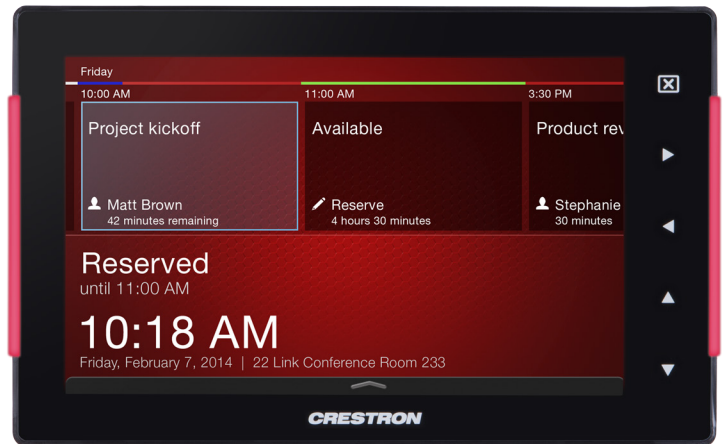 Friday
10:00 AM
11:00 AM
3:30 PM
Project kickoff
Available
Product rev
Matt Brown
42 minutes remaining
Reserve
4 hours 30 minutes
Stephanie
30 minutes
Reserved
until 11:00 AM
10:18 AM
Friday, February 7, 2014 | 22 Link Conference Room 233
CRESTRON